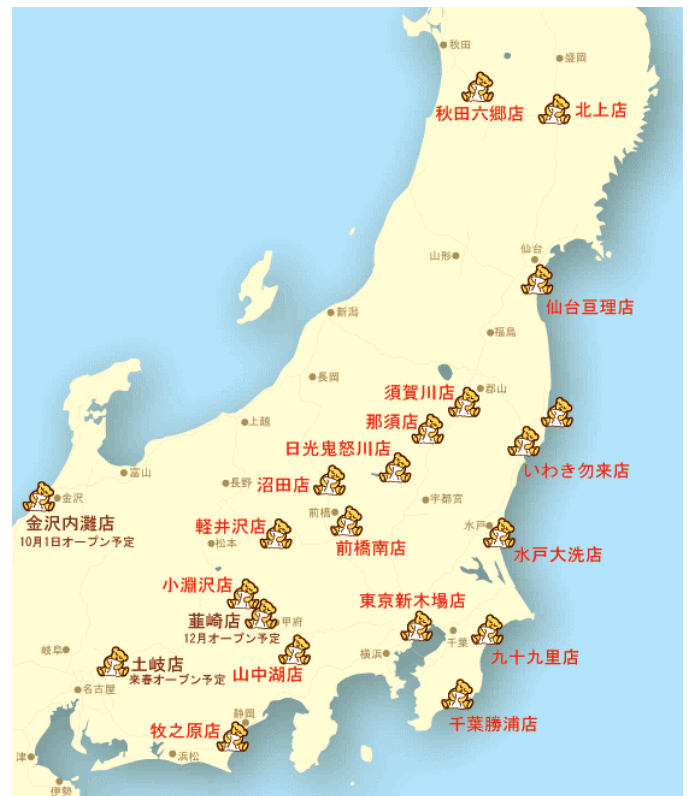 秋田
盛岡
秋田六郷店
北上店
山形
仙台
仙台亘理店
新潟
福島
長岡
須賀川店
郡山
上越
那須店
日光鬼怒川店
いわき勿来店
富山
長野
沼田店
宇都宮
金沢
金沢内灘店
10月1日オープン予定
前橋
軽井沢店
松本
前橋南店
水戸
水戸大洗店
小淵沢店
東京新木場店
韮崎店
12月オープン予定
甲府
千葉
九十九里店
岐阜
土岐店
来春オープン予定
山中湖店
横浜
名古屋
千葉勝浦店
静岡
牧之原店
浜松
津
伊勢